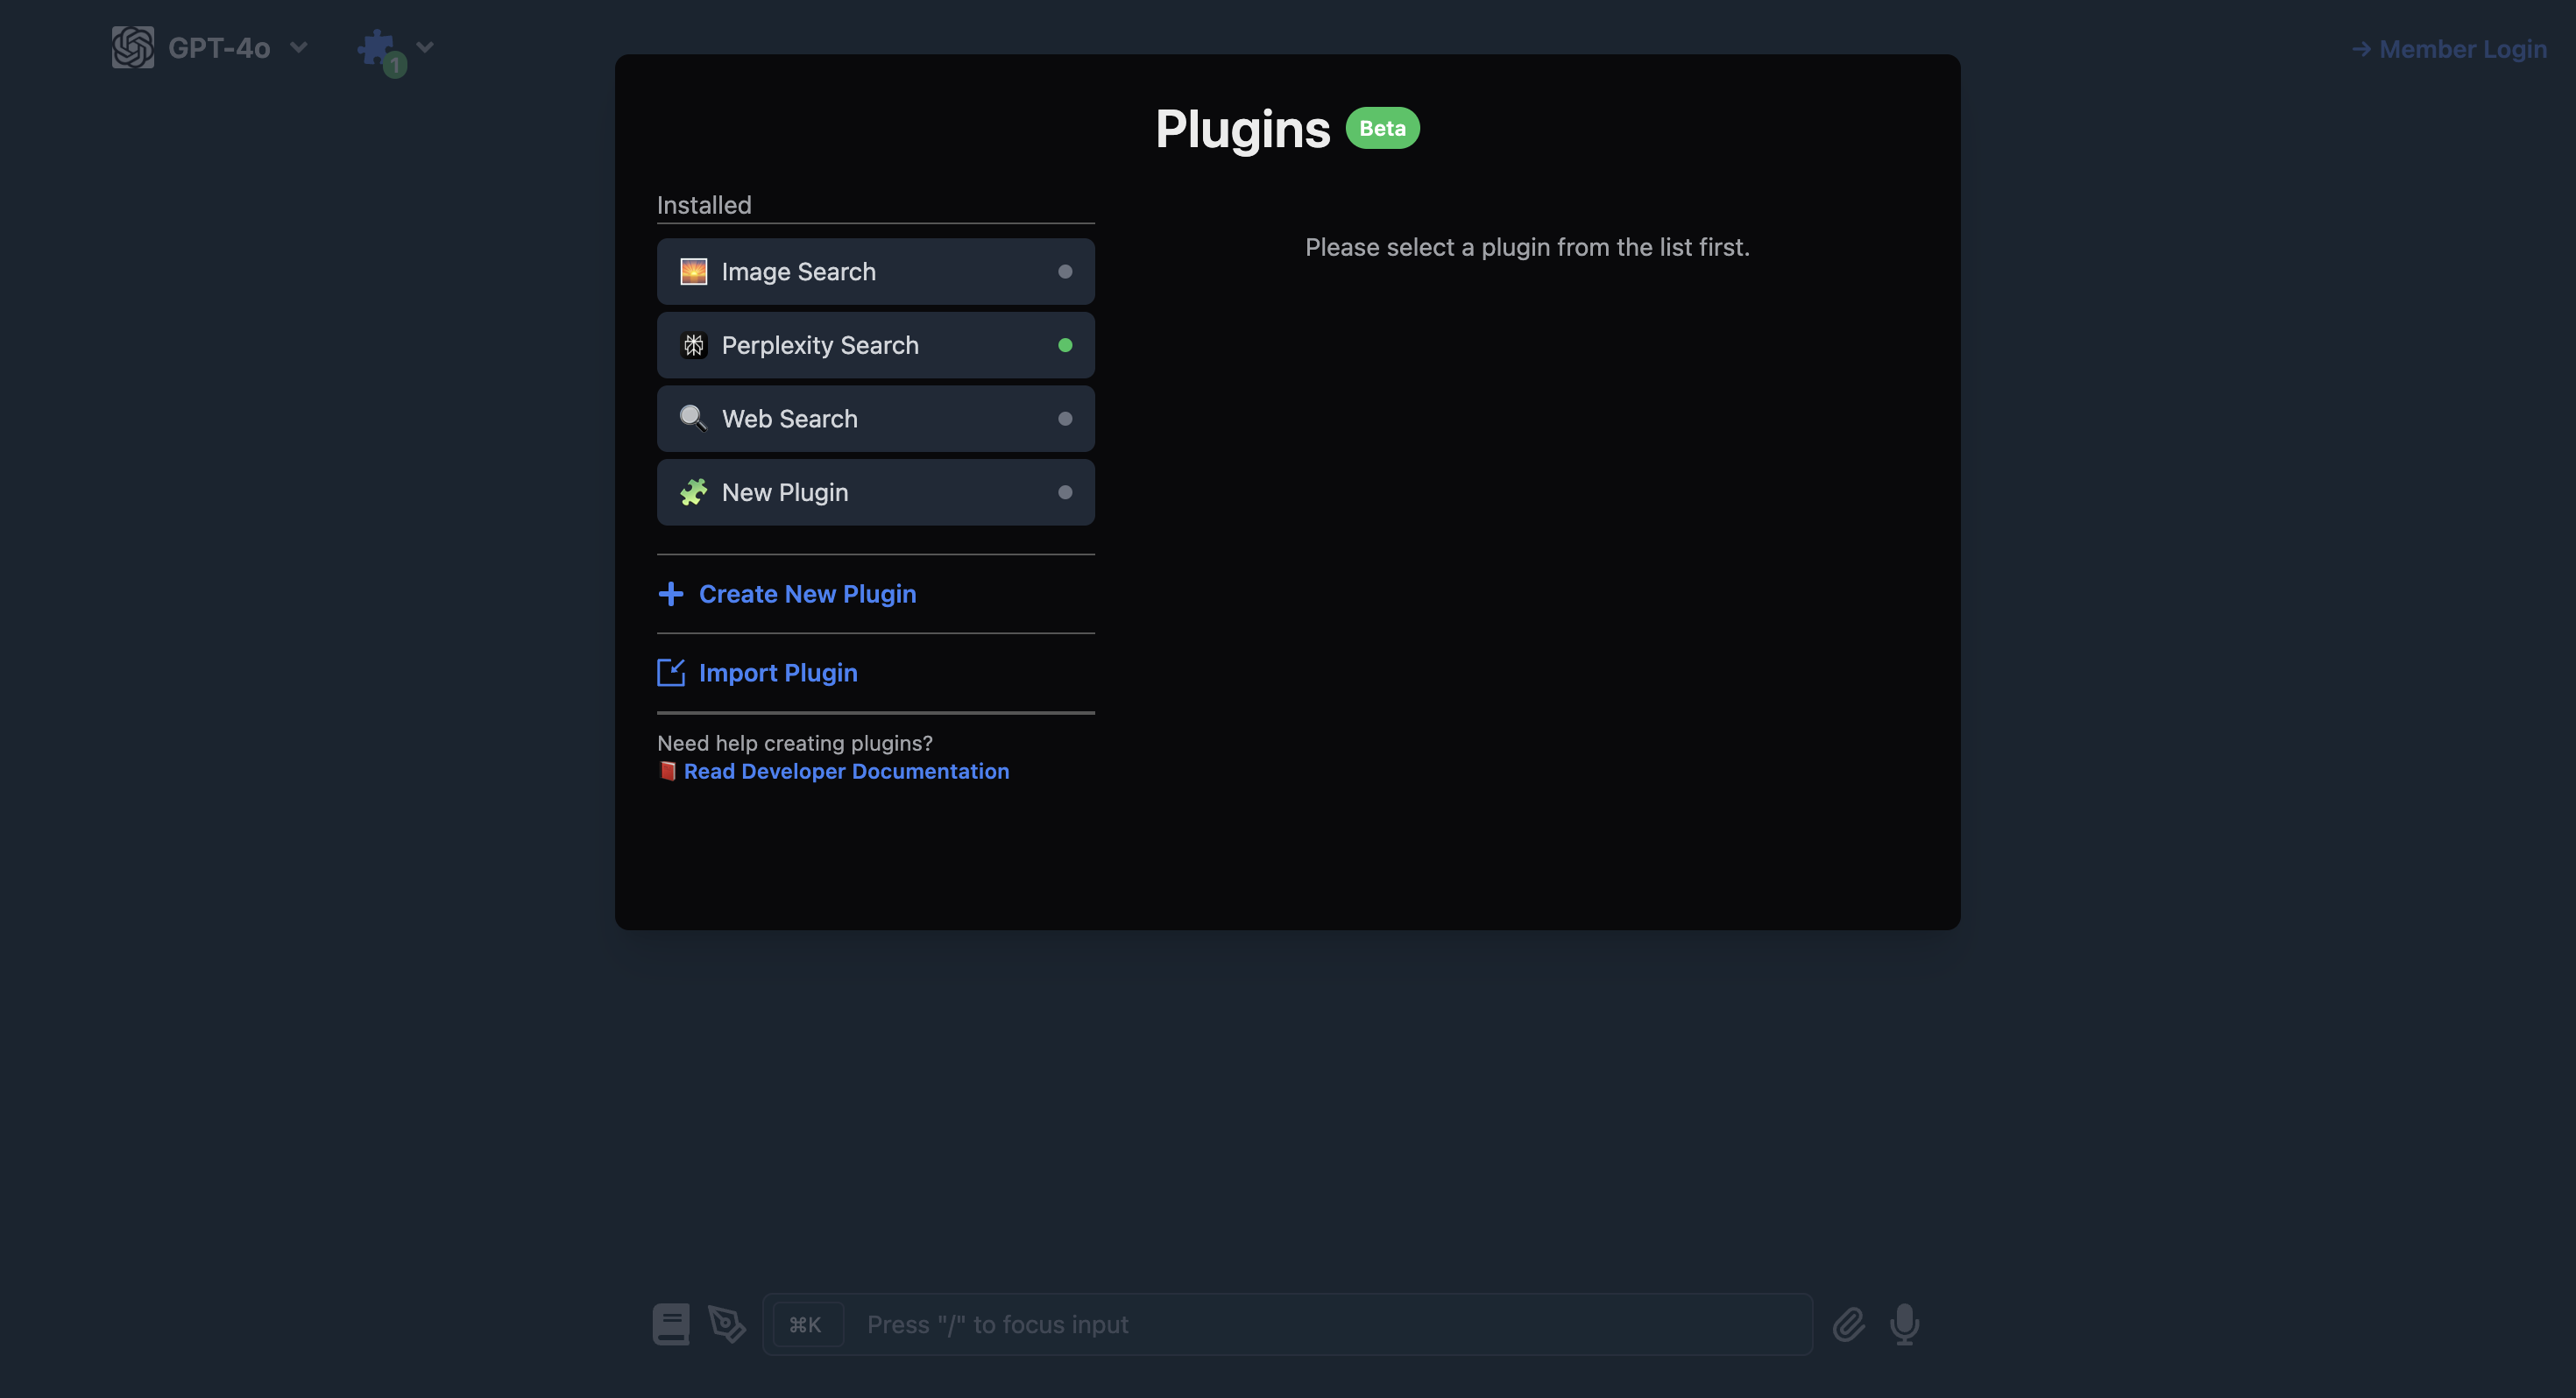 GPT-4o
1
→ Member Login
Plugins Beta
Installed
Image Search
Please select a plugin from the list first.
Perplexity Search
Web Search
New Plugin
Create New Plugin
Import Plugin
Need help creating plugins?
Read Developer Documentation
⌘K
Press "/" to focus input